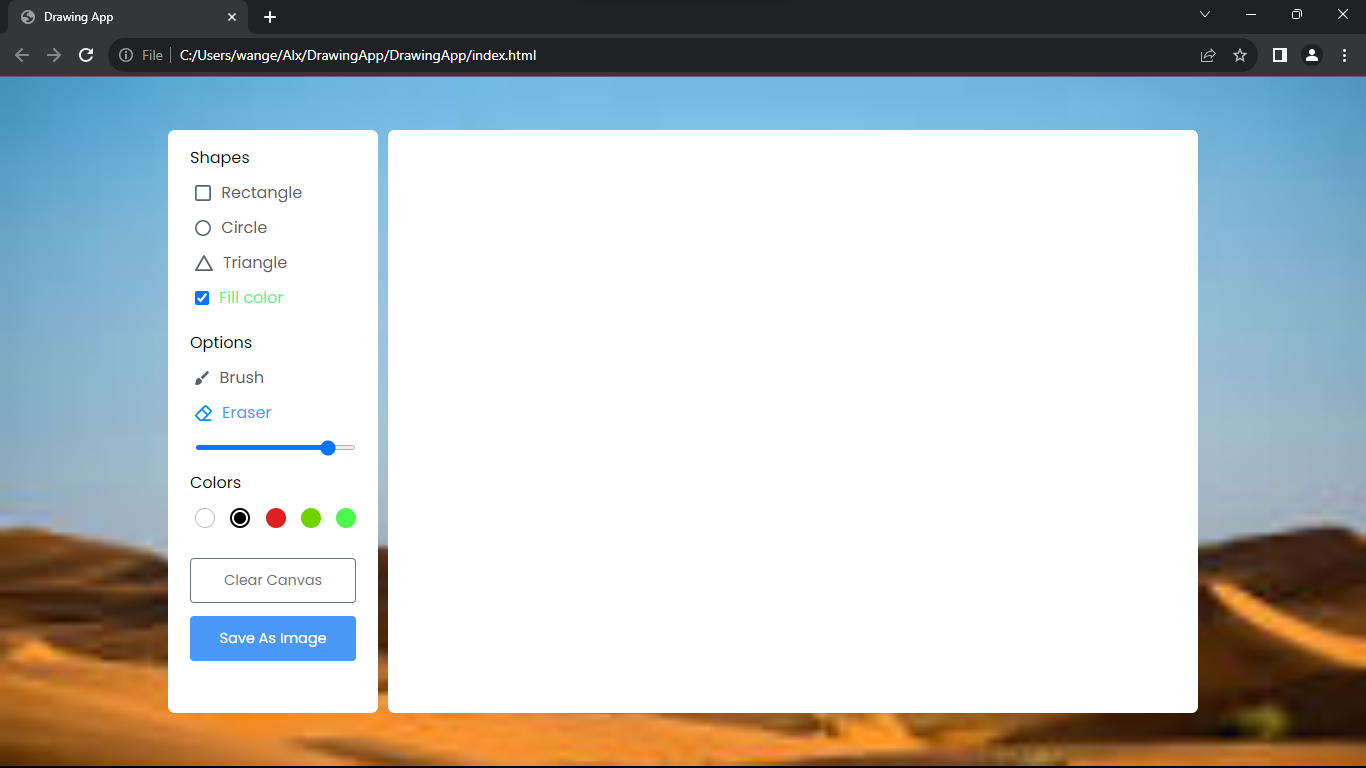 Drawing App
File C:/Users/wange/Alx/DrawingApp/DrawingApp/index.html
Shapes
Rectangle
Circle
Triangle
Fill color
Options
Brush
Eraser
Colors
Clear Canvas
Save As Image